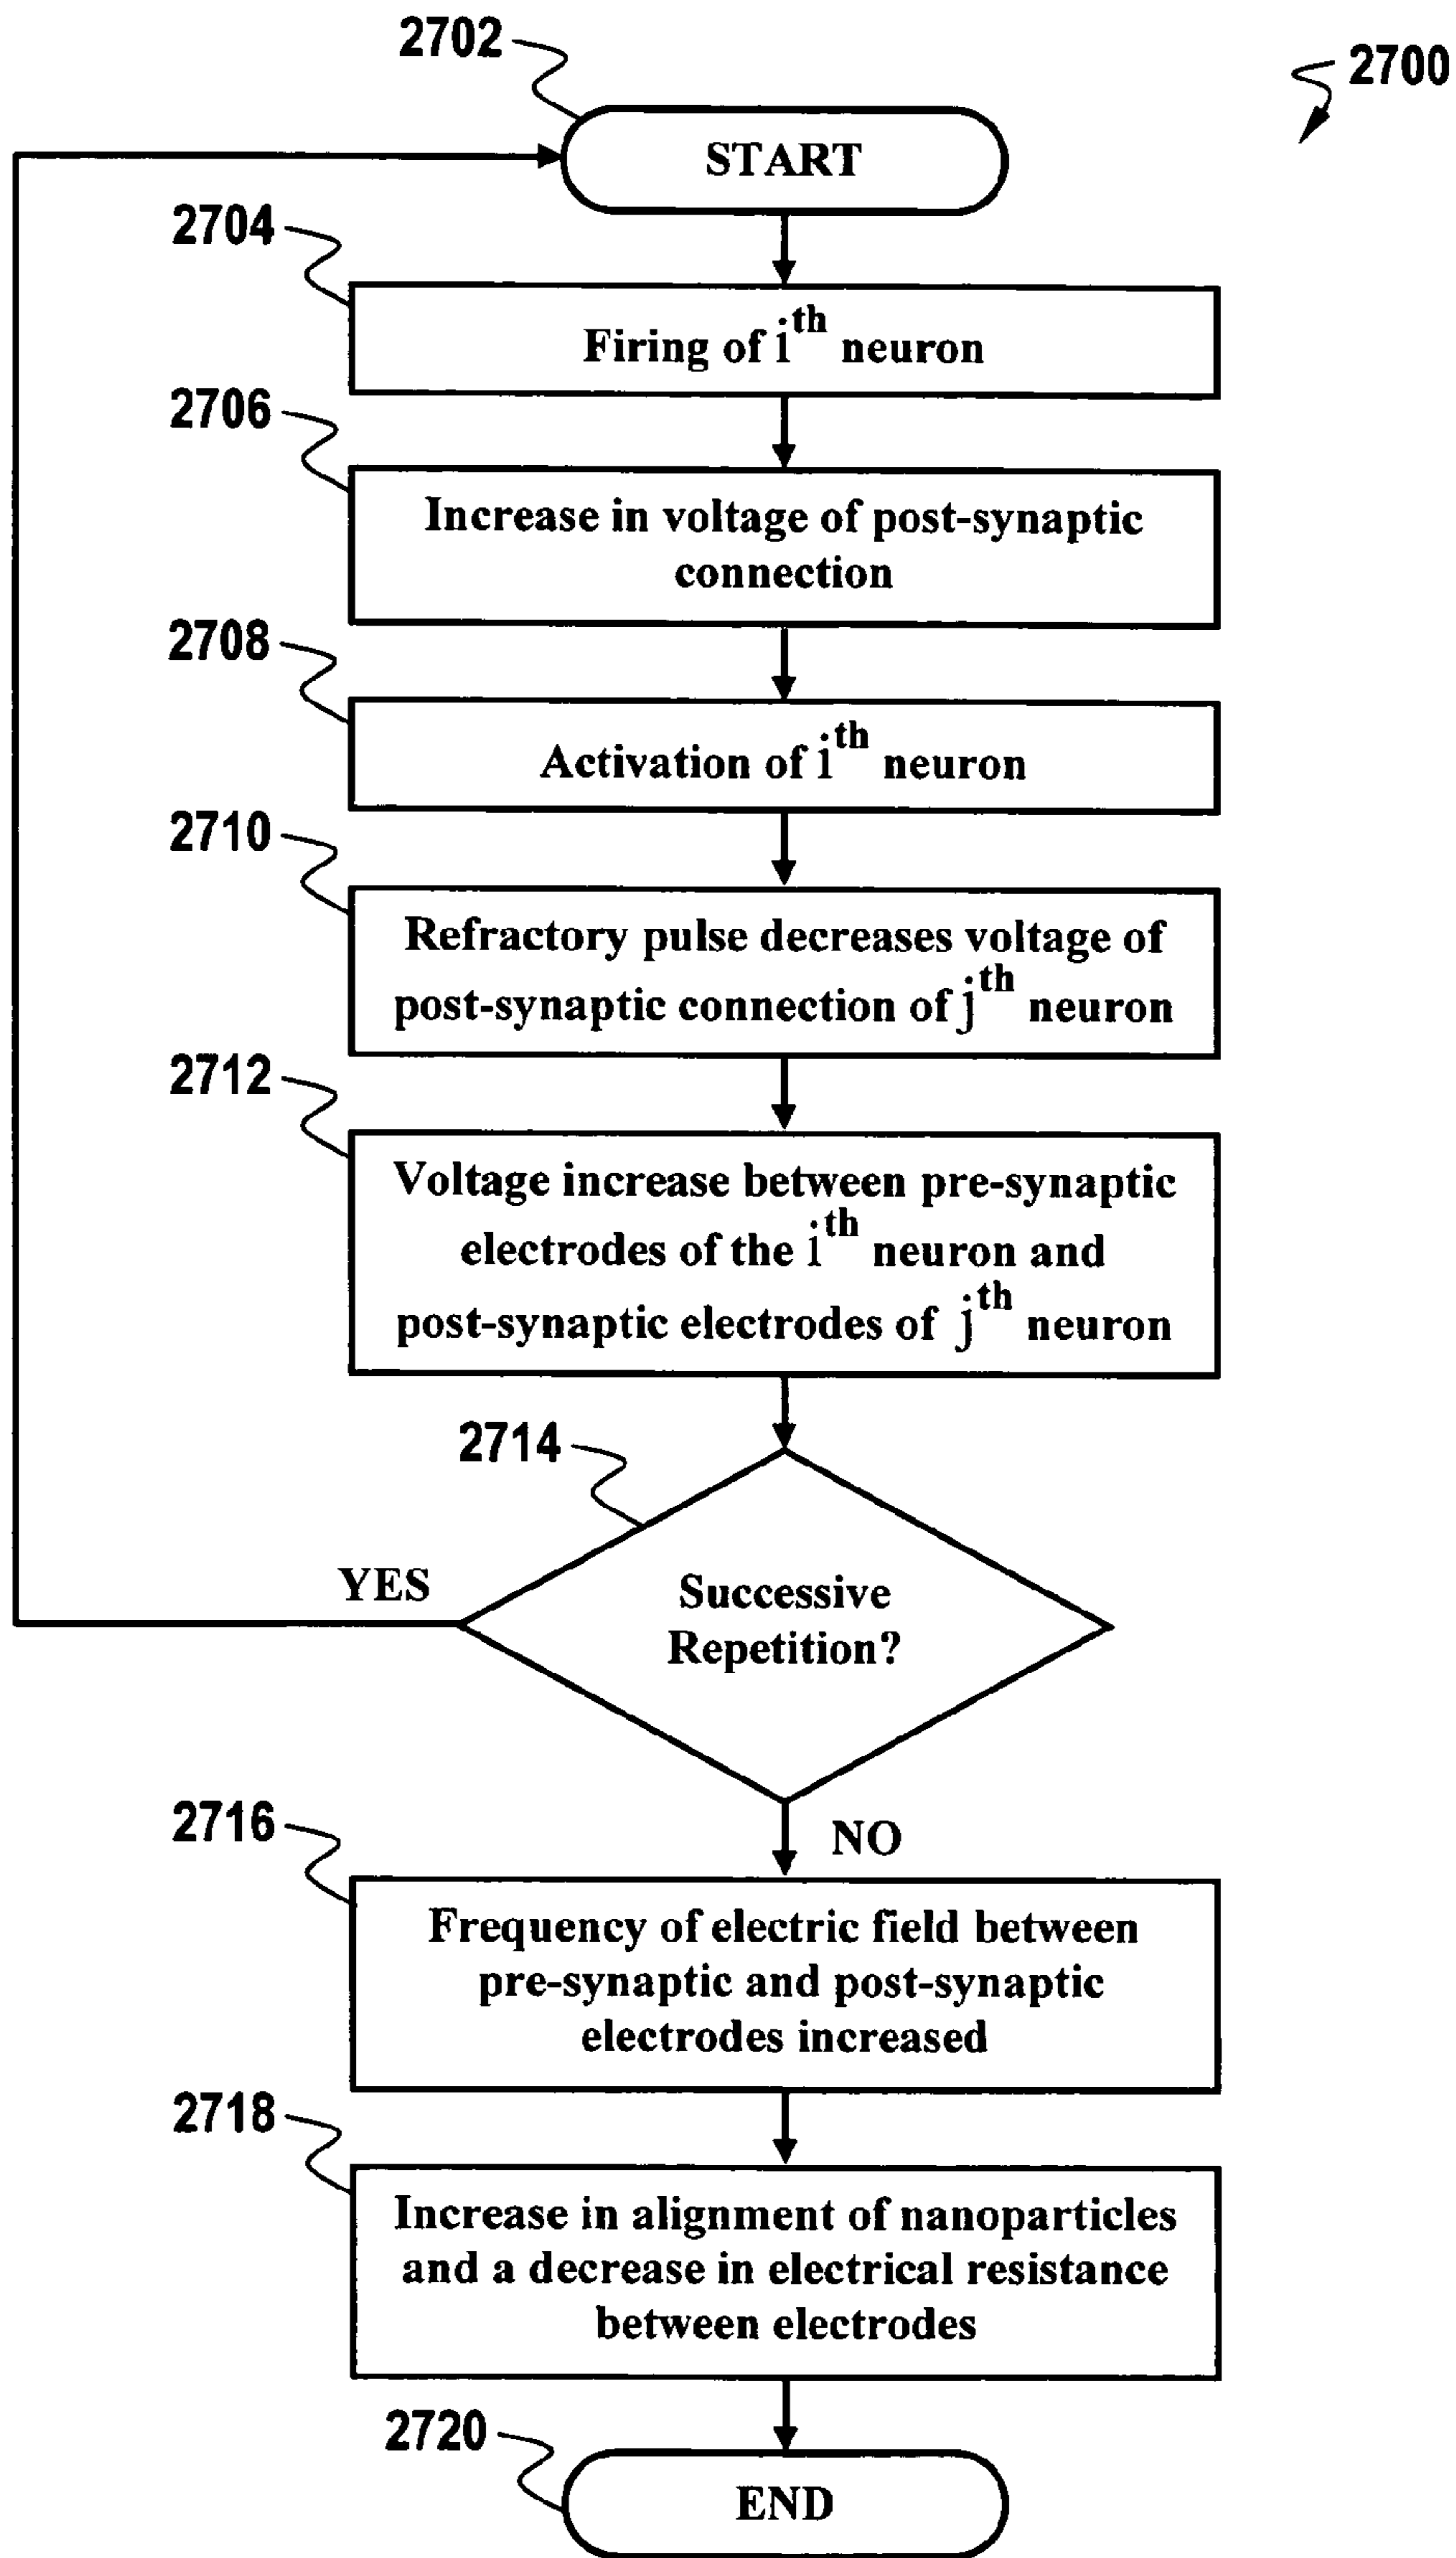 2702
2700
START
2704
Firing of i^th neuron
2706
Increase in voltage of post-synaptic
connection
2708
Activation of i^th neuron
2710
Refractory pulse decreases voltage of
post-synaptic connection of j^th neuron
2712
Voltage increase between pre-synaptic
electrodes of the i^th neuron and
post-synaptic electrodes of j^th neuron
2714
YES
Successive
Repetition?
NO
2716
Frequency of electric field between
pre-synaptic and post-synaptic
electrodes increased
2718
Increase in alignment of nanoparticles
and a decrease in electrical resistance
between electrodes
2720
END